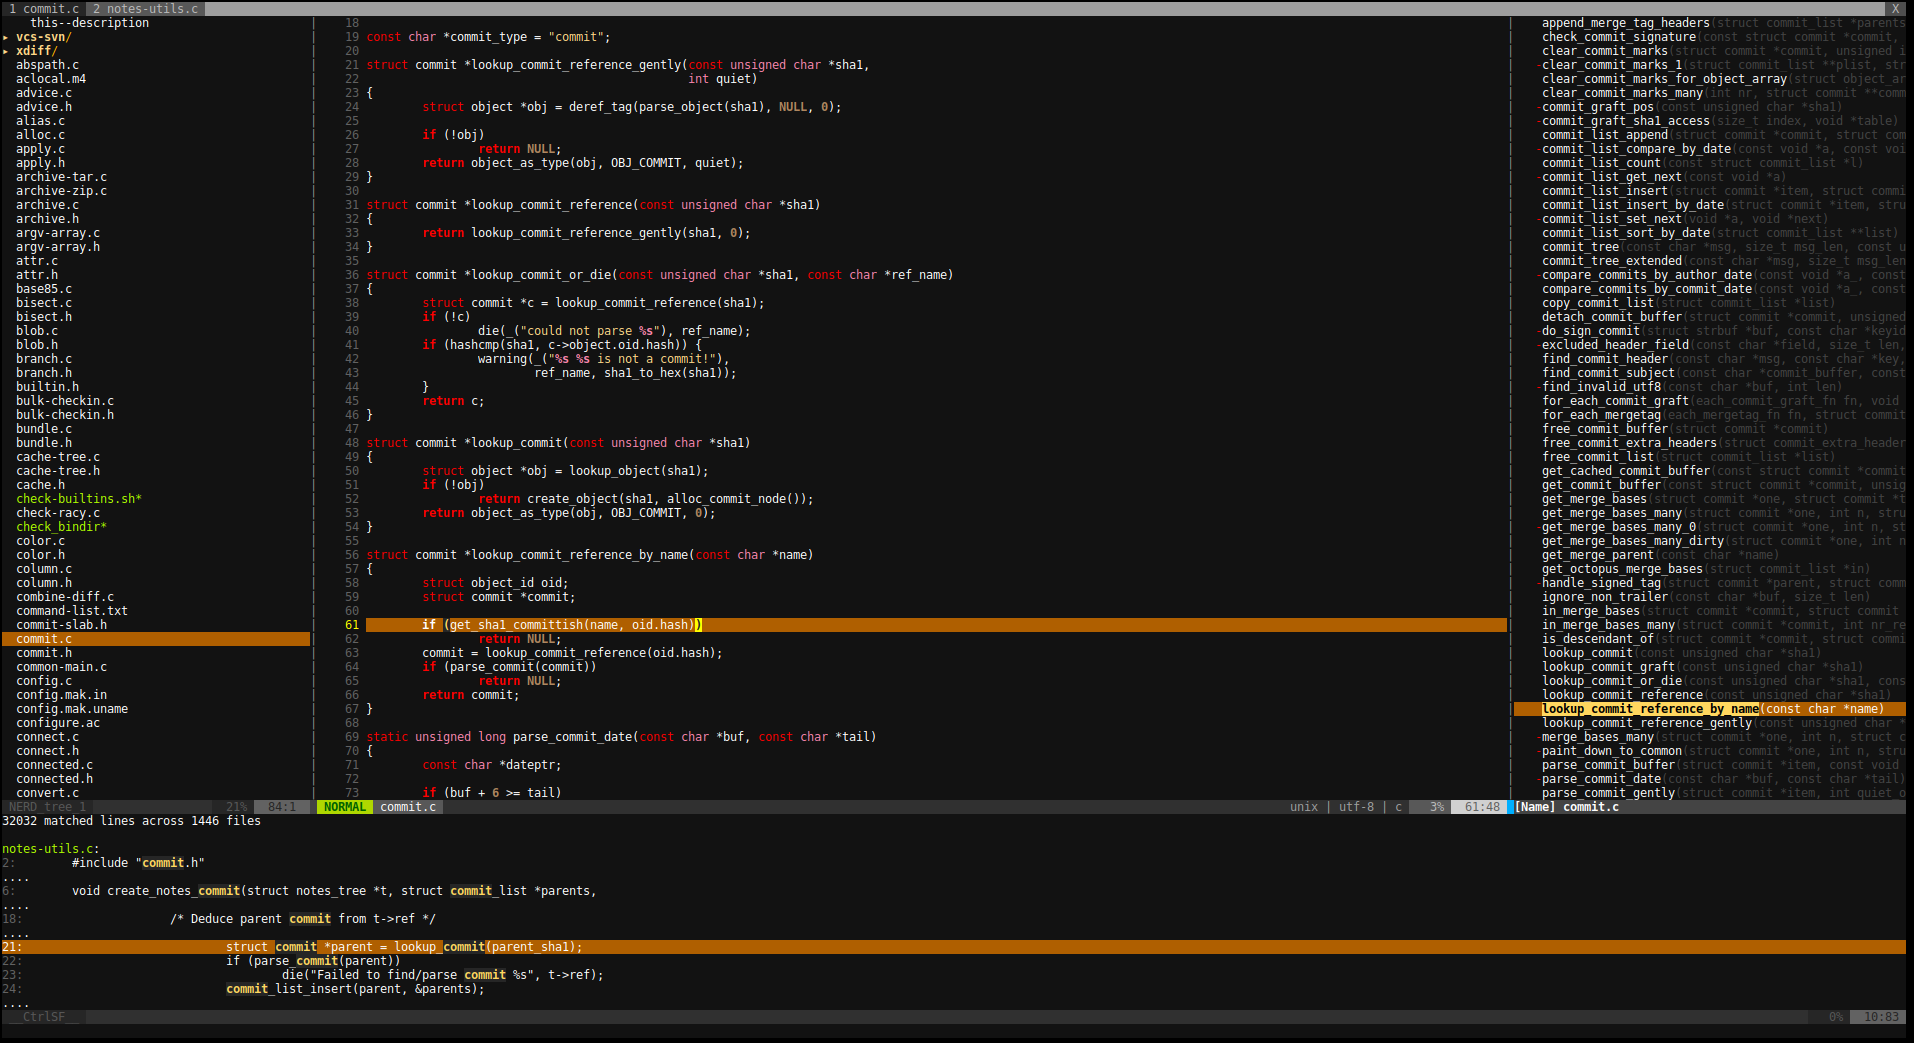 1 commit.c  2 notes-utils.c  X
    this--description
▸ vcs-svn/
▸ xdiff/
  abspath.c
  aclocal.m4
  advice.c
  advice.h
  alias.c
  alloc.c
  apply.c
  apply.h
  archive-tar.c
  archive-zip.c
  archive.c
  archive.h
  argv-array.c
  argv-array.h
  attr.c
  attr.h
  base85.c
  bisect.c
  bisect.h
  blob.c
  blob.h
  branch.c
  branch.h
  builtin.h
  bulk-checkin.c
  bulk-checkin.h
  bundle.c
  bundle.h
  cache-tree.c
  cache-tree.h
  cache.h
  check-builtins.sh*
  check-racy.c
  check_bindir*
  color.c
  color.h
  column.c
  column.h
  combine-diff.c
  command-list.txt
  commit-slab.h
  commit.c
  commit.h
  common-main.c
  config.c
  config.mak.in
  config.mak.uname
  configure.ac
  connect.c
  connect.h
  connected.c
  connected.h
  convert.c
NERD_tree_1  21%  84:1
18
19 const char *commit_type = "commit";
20
21 struct commit *lookup_commit_reference_gently(const unsigned char *sha1,
22                                               int quiet)
23 {
24         struct object *obj = deref_tag(parse_object(sha1), NULL, 0);
25
26         if (!obj)
27                 return NULL;
28         return object_as_type(obj, OBJ_COMMIT, quiet);
29 }
30
31 struct commit *lookup_commit_reference(const unsigned char *sha1)
32 {
33         return lookup_commit_reference_gently(sha1, 0);
34 }
35
36 struct commit *lookup_commit_or_die(const unsigned char *sha1, const char *ref_name)
37 {
38         struct commit *c = lookup_commit_reference(sha1);
39         if (!c)
40                 die(_("could not parse %s"), ref_name);
41         if (hashcmp(sha1, c->object.oid.hash)) {
42                 warning(_("%s %s is not a commit!"),
43                         ref_name, sha1_to_hex(sha1));
44         }
45         return c;
46 }
47
48 struct commit *lookup_commit(const unsigned char *sha1)
49 {
50         struct object *obj = lookup_object(sha1);
51         if (!obj)
52                 return create_object(sha1, alloc_commit_node());
53         return object_as_type(obj, OBJ_COMMIT, 0);
54 }
55
56 struct commit *lookup_commit_reference_by_name(const char *name)
57 {
58         struct object_id oid;
59         struct commit *commit;
60
61         if (get_sha1_committish(name, oid.hash))
62                 return NULL;
63         commit = lookup_commit_reference(oid.hash);
64         if (parse_commit(commit))
65                 return NULL;
66         return commit;
67 }
68
69 static unsigned long parse_commit_date(const char *buf, const char *tail)
70 {
71         const char *dateptr;
72
73         if (buf + 6 >= tail)
NORMAL  commit.c  unix | utf-8 | c  3%  61:48
 append_merge_tag_headers(struct commit_list *parents
 check_commit_signature(const struct commit *commit,
 clear_commit_marks(struct commit *commit, unsigned i
-clear_commit_marks_1(struct commit_list **plist, str
 clear_commit_marks_for_object_array(struct object_ar
 clear_commit_marks_many(int nr, struct commit **comm
-commit_graft_pos(const unsigned char *sha1)
-commit_graft_sha1_access(size_t index, void *table)
 commit_list_append(struct commit *commit, struct com
-commit_list_compare_by_date(const void *a, const voi
 commit_list_count(const struct commit_list *l)
-commit_list_get_next(const void *a)
 commit_list_insert(struct commit *item, struct commi
 commit_list_insert_by_date(struct commit *item, stru
-commit_list_set_next(void *a, void *next)
 commit_list_sort_by_date(struct commit_list **list)
 commit_tree(const char *msg, size_t msg_len, const u
 commit_tree_extended(const char *msg, size_t msg_len
-compare_commits_by_author_date(const void *a_, const
 compare_commits_by_commit_date(const void *a_, const
 copy_commit_list(struct commit_list *list)
 detach_commit_buffer(struct commit *commit, unsigned
-do_sign_commit(struct strbuf *buf, const char *keyid
-excluded_header_field(const char *field, size_t len,
 find_commit_header(const char *msg, const char *key,
 find_commit_subject(const char *commit_buffer, const
-find_invalid_utf8(const char *buf, int len)
 for_each_commit_graft(each_commit_graft_fn fn, void
 for_each_mergetag(each_mergetag_fn fn, struct commit
 free_commit_buffer(struct commit *commit)
 free_commit_extra_headers(struct commit_extra_header
 free_commit_list(struct commit_list *list)
 get_cached_commit_buffer(const struct commit *commit
 get_commit_buffer(const struct commit *commit, unsig
 get_merge_bases(struct commit *one, struct commit *t
 get_merge_bases_many(struct commit *one, int n, stru
-get_merge_bases_many_0(struct commit *one, int n, st
 get_merge_bases_many_dirty(struct commit *one, int n
 get_merge_parent(const char *name)
 get_octopus_merge_bases(struct commit_list *in)
-handle_signed_tag(struct commit *parent, struct comm
 ignore_non_trailer(const char *buf, size_t len)
 in_merge_bases(struct commit *commit, struct commit
 in_merge_bases_many(struct commit *commit, int nr_re
 is_descendant_of(struct commit *commit, struct commi
 lookup_commit(const unsigned char *sha1)
 lookup_commit_graft(const unsigned char *sha1)
 lookup_commit_or_die(const unsigned char *sha1, cons
 lookup_commit_reference(const unsigned char *sha1)
 lookup_commit_reference_by_name(const char *name)
 lookup_commit_reference_gently(const unsigned char *
-merge_bases_many(struct commit *one, int n, struct c
-paint_down_to_common(struct commit *one, int n, stru
 parse_commit_buffer(struct commit *item, const void
-parse_commit_date(const char *buf, const char *tail)
 parse_commit_gently(struct commit *item, int quiet_o
[Name] commit.c
32032 matched lines across 1446 files
notes-utils.c:
2:        #include "commit.h"
....
6:        void create_notes_commit(struct notes_tree *t, struct commit_list *parents,
....
18:                     /* Deduce parent commit from t->ref */
....
21:                             struct commit *parent = lookup_commit(parent_sha1);
22:                             if (parse_commit(parent))
23:                                     die("Failed to find/parse commit %s", t->ref);
24:                             commit_list_insert(parent, &parents);
....
__CtrlSF__  0%  10:83